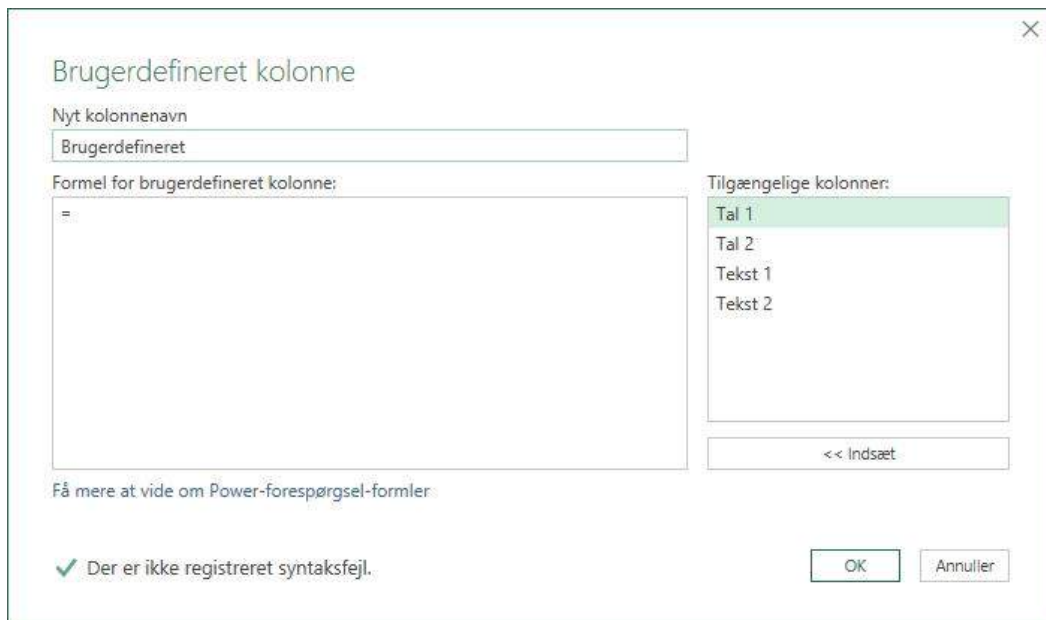 Brugerdefineret kolonne
Nyt kolonnenavn
Brugerdefineret
Formel for brugerdefineret kolonne:
=
Tilgængelige kolonner:
Tal 1
Tal 2
Tekst 1
Tekst 2
<< Indsæt
Få mere at vide om Power-forespørgsel-formler
Der er ikke registreret syntaksfejl.
OK
Annuller